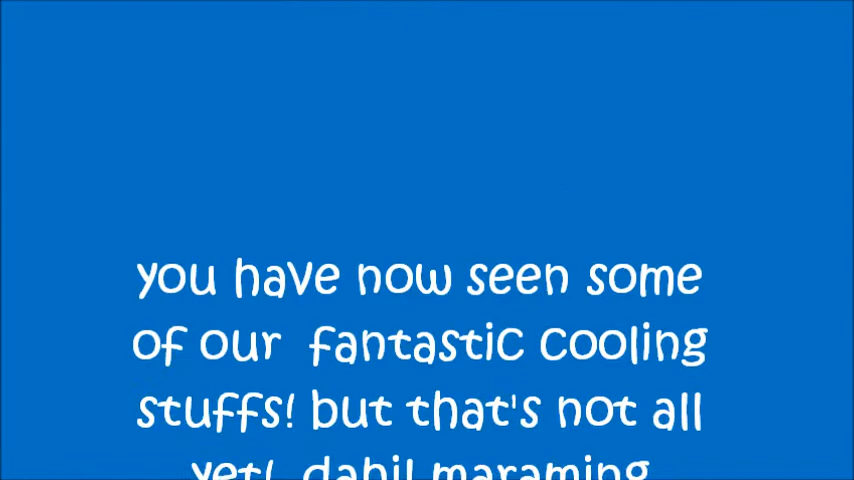 you have now seen some
of our fantastic cooling
stuffs! but that's not all
yet! dahil maraming